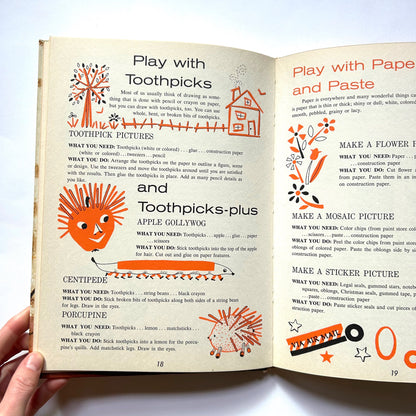 Play with
Toothpicks
Most of us usually think of drawing as some-
thing that is done with pencil or crayon on paper,
but you can draw with toothpicks, too. You can use
whole, bent, or broken bits of toothpicks.
TOOTHPICK PICTURES
WHAT YOU NEED: Toothpicks (white or colored) . . . glue . . . construction paper
(white or colored) . . . tweezers . . . pencil
WHAT YOU DO: Arrange the toothpicks on the paper to outline a figure, scene
or design. Use the tweezers and move the toothpicks around until you are satisfied
with the results. Then glue the toothpicks in place. Add as many pencil details as
you like.
and
Toothpicks-plus
APPLE GOLLYWOG
WHAT YOU NEED: Toothpicks . . . apple . . . glue . . . paper
scissors
WHAT YOU DO: Stick toothpicks into the top of the apple
for hair. Cut out and glue on paper features.
CENTIPEDE
WHAT YOU NEED: Toothpicks . . . string beans . . . black crayon
WHAT YOU DO: Stick broken bits of toothpicks along both sides of a string bean
for legs. Draw in the eyes.
PORCUPINE
WHAT YOU NEED: Toothpicks . . . lemon . . . matchsticks . . .
black crayon
WHAT YOU DO: Stick toothpicks into a lemon for the porcu-
pine's quills. Add matchstick legs. Draw in the eyes.
18
Play with Pape
and Paste
Paper is everywhere and many wonderful things ca
a paper that is thin or thick; shiny or dull; white, colore
smooth, pebbled, grainy or lacy.
MAKE A FLOWER P
WHAT YOU NEED: Paper . . .
. . . construction paper
WHAT YOU DO: Cut flower
from paper. Paste them in an
construction paper.
MAKE A MOSAIC PICTURE
WHAT YOU NEED: Color chips (from paint store color
. . . scissors . . . paste . . . construction paper
WHAT YOU DO: Peel the color chips from paint store
oblongs of colored paper. Paste the oblongs side by si
construction paper.
MAKE A STICKER PICTURE
WHAT YOU NEED: Legal seals, gummed stars, notebo
squares, oblongs, Christmas seals, gummed tape,
. . . paste . . . construction paper
WHAT YOU DO: Paste sticker seals and cut pieces of
construction paper.
VIA AIR MAIL
19